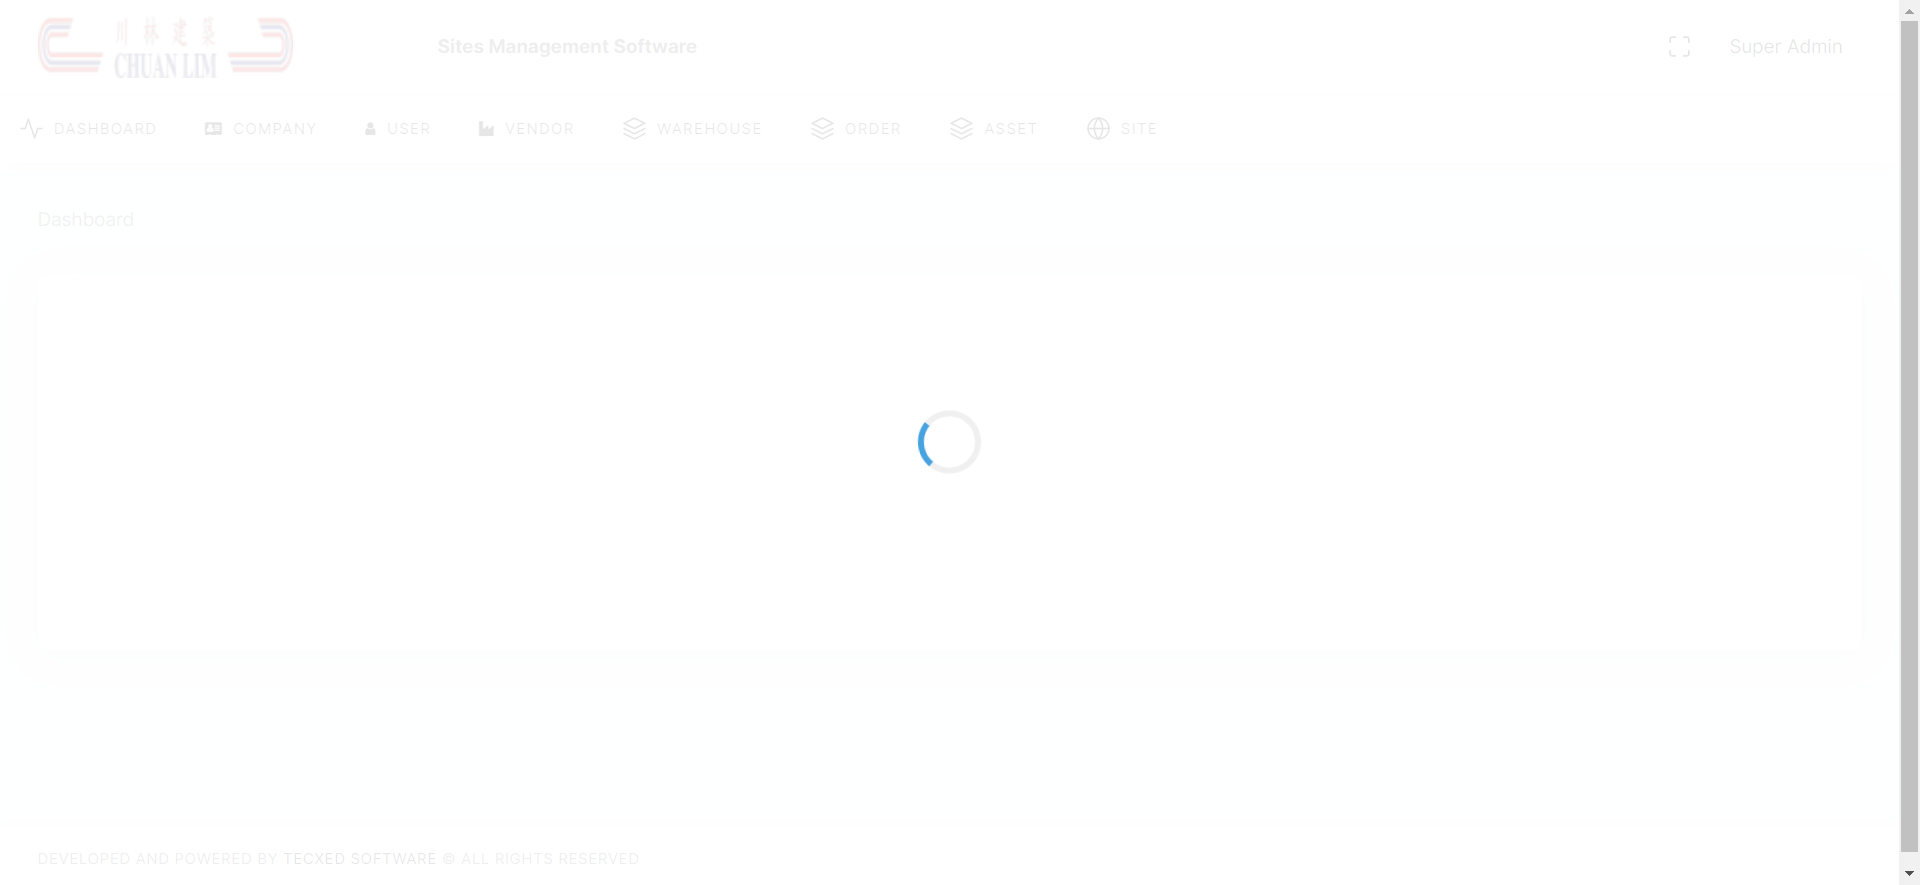 川林建築
CHUAN LIM
Sites Management Software
Super Admin
DASHBOARD
COMPANY
USER
VENDOR
WAREHOUSE
ORDER
ASSET
SITE
Dashboard
DEVELOPED AND POWERED BY TECXED SOFTWARE © ALL RIGHTS RESERVED